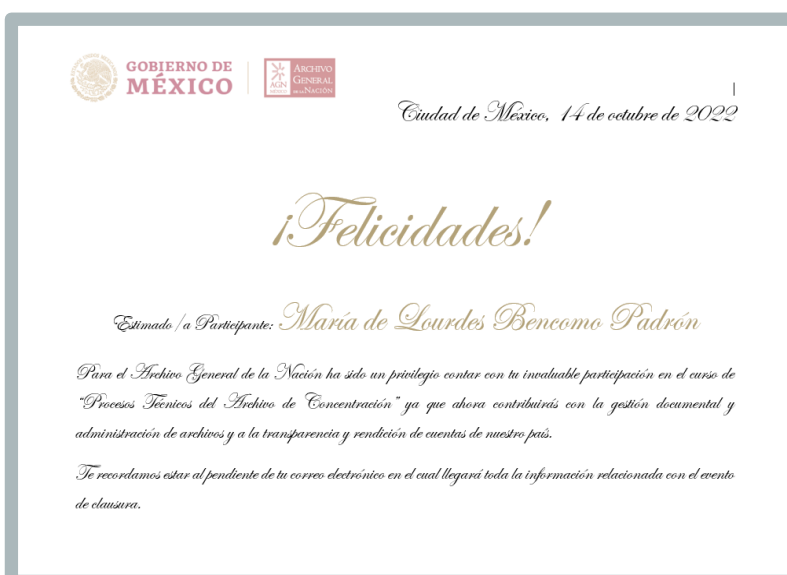 GOBIERNO DE
MÉXICO
AGN
MÉXICO
ARCHIVO
GENERAL
DE LA NACIÓN
Ciudad de México, 14 de octubre de 2022
¡Felicidades!
Estimado /a Participante: María de Lourdes Bencomo Padrón
Para el Archivo General de la Nación ha sido un privilegio contar con tu invaluable participación en el curso de
“Procesos Técnicos del Archivo de Concentración” ya que ahora contribuirás con la gestión documental y
administración de archivos y a la transparencia y rendición de cuentas de nuestro país.
Te recordamos estar al pendiente de tu correo electrónico en el cual llegará toda la información relacionada con el evento
de clausura.